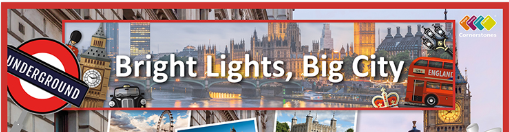 Cornerstones
Bright Lights, Big City
UNDERGROUND
ENGLAND